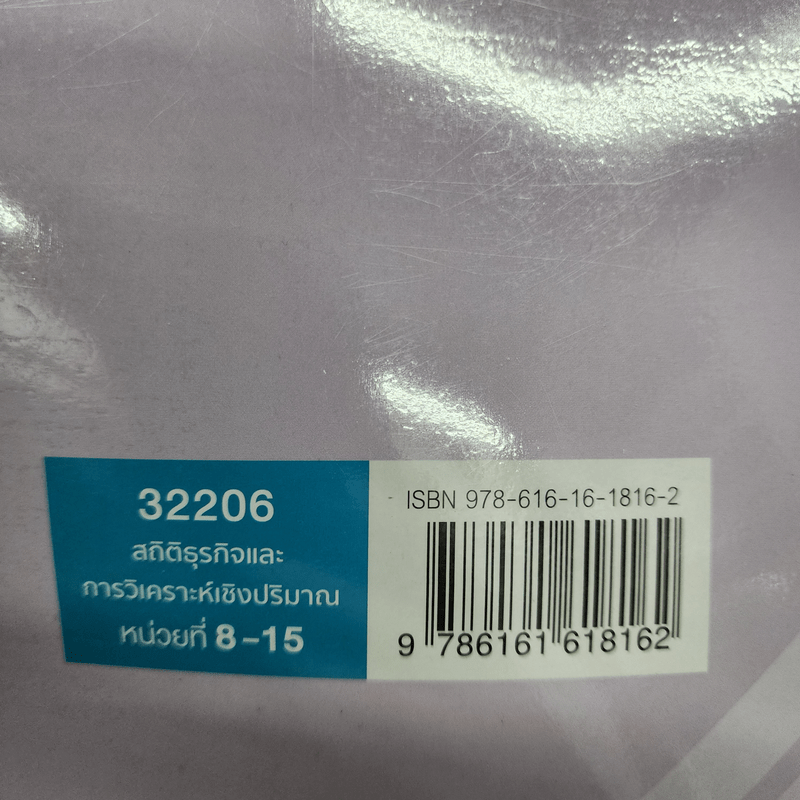 32206
สถิติธุรกิจและ
การวิเคราะห์เชิงปริมาณ
หน่วยที่ 8-15
ISBN 978-616-16-1816-2
9 786161 618162